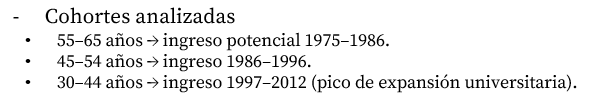 - Cohortes analizadas
• 55–65 años → ingreso potencial 1975–1986.
• 45–54 años → ingreso 1986–1996.
• 30–44 años → ingreso 1997–2012 (pico de expansión universitaria).